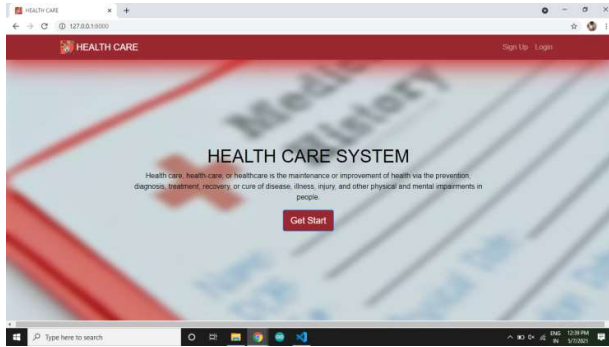 HEALTH CARE
127.0.0.1:8000
HEALTH CARE
Sign Up Login
Medical
History
HEALTH CARE SYSTEM
Health care, health-care, or healthcare is the maintenance or improvement of health via the prevention,
diagnosis, treatment, recovery, or cure of disease, illness, injury, and other physical and mental impairments in
people.
Get Start
Type here to search
ENG
IN
12:39 PM
5/7/2021